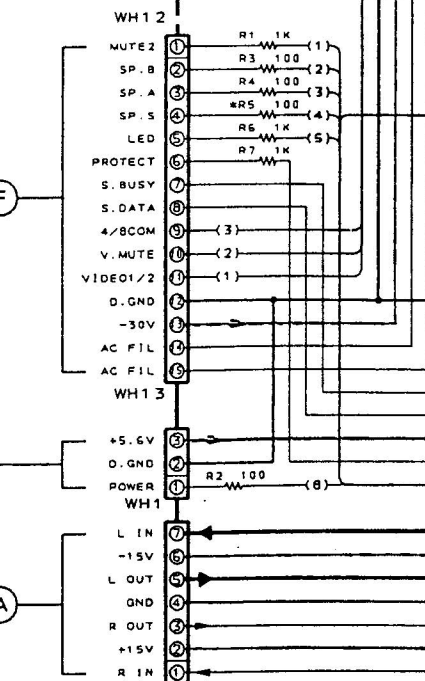 WH12
MUTE2 1 R1 1K (1)
SP.B 2 R3 100 (2)
SP.A 3 R4 100 (3)
SP.S 4 *R5 100 (4)
LED 5 R6 1K (5)
PROTECT 6 R7 1K
S.BUSY 7
S.DATA 8
4/8COM 9 (3)
V.MUTE 10 (2)
VIDEO1/2 11 (1)
D.GND 12
-30V 13
AC FIL 14
AC FIL 15
WH13
+5.6V 3
D.GND 2
POWER 1 R2 100 (6)
WH1
L IN 7
-15V 6
L OUT 5
GND 4
A
R OUT 3
+15V 2
R IN 1